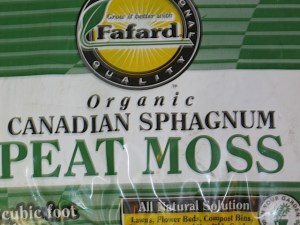 Grow it better with
Fafard
QUALITY
Organic
CANADIAN SPHAGNUM
PEAT MOSS
cubic foot
All Natural Solution
Lawns, Flower Beds, Compost Bins,